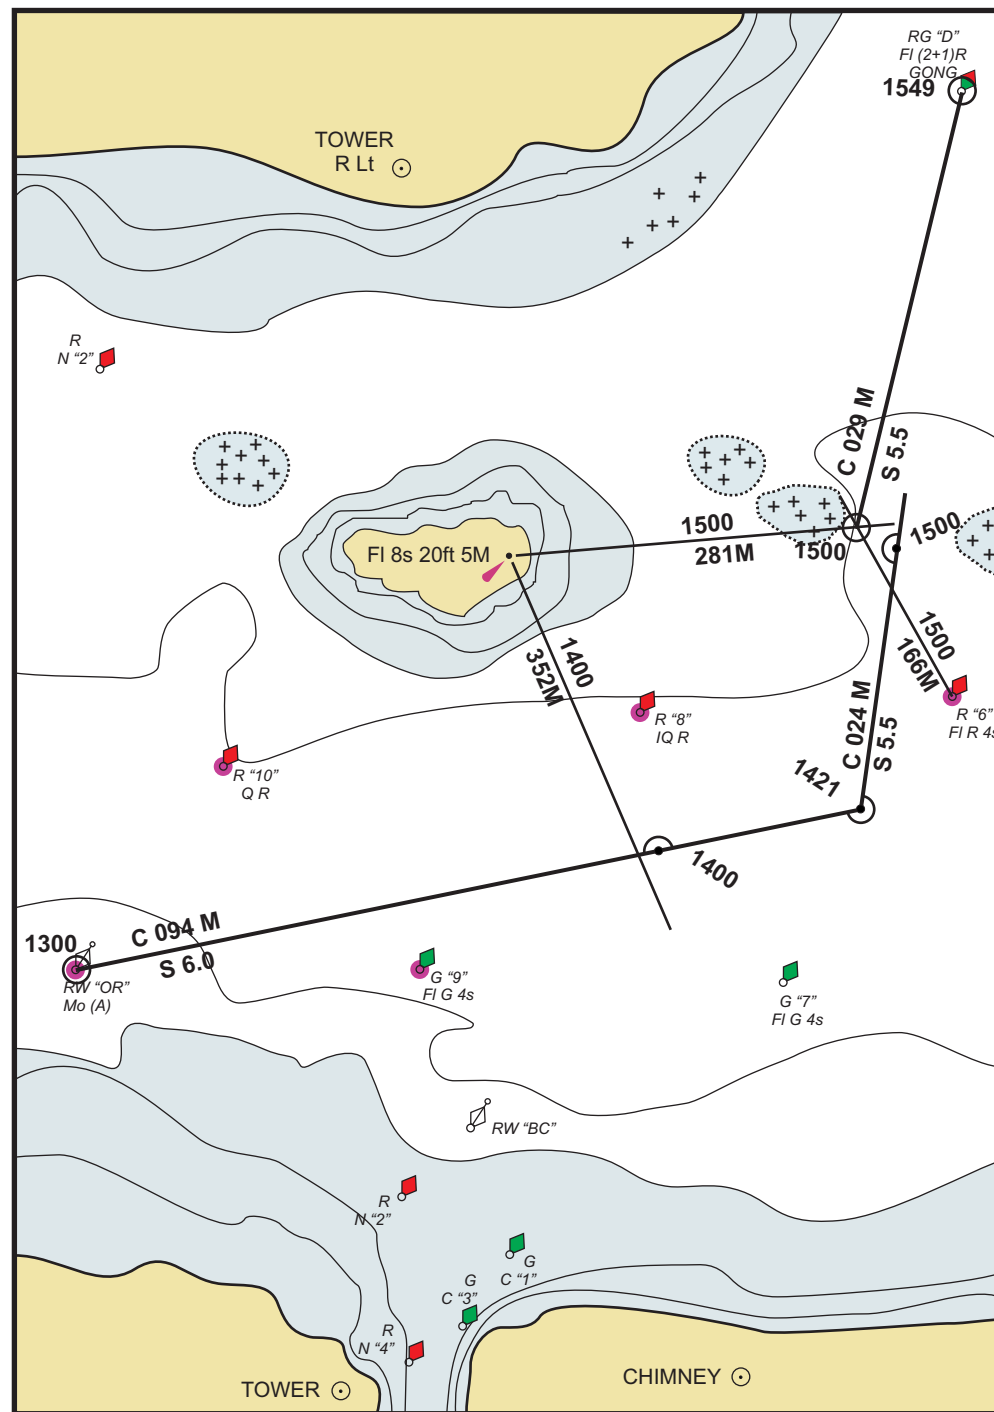 RG “D”
Fl (2+1)R
GONG
1549
TOWER
R Lt
R
N “2”
C 029 M
S 5.5
1500
281M
1500
1500
Fl 8s 20ft 5M
1400
352M
1500
166M
R “6”
Fl R 4s
R “8”
IQ R
C 024 M
S 5.5
R “10”
Q R
1421
1400
1300
C 094 M
S 6.0
RW “OR”
Mo (A)
G “9”
Fl G 4s
G “7”
Fl G 4s
RW “BC”
R
N “2”
G
C “1”
G
C “3”
R
N “4”
TOWER
CHIMNEY